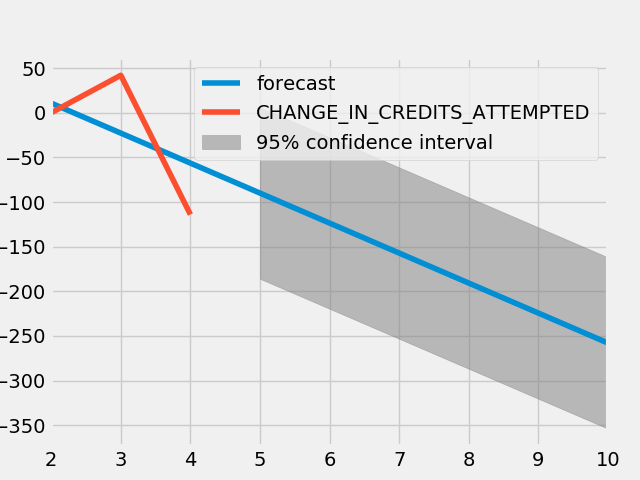 50
0
−50
−100
−150
−200
−250
−300
−350
forecast
CHANGE_IN_CREDITS_ATTEMPTED
95% confidence interval
2 3 4 5 6 7 8 9 10